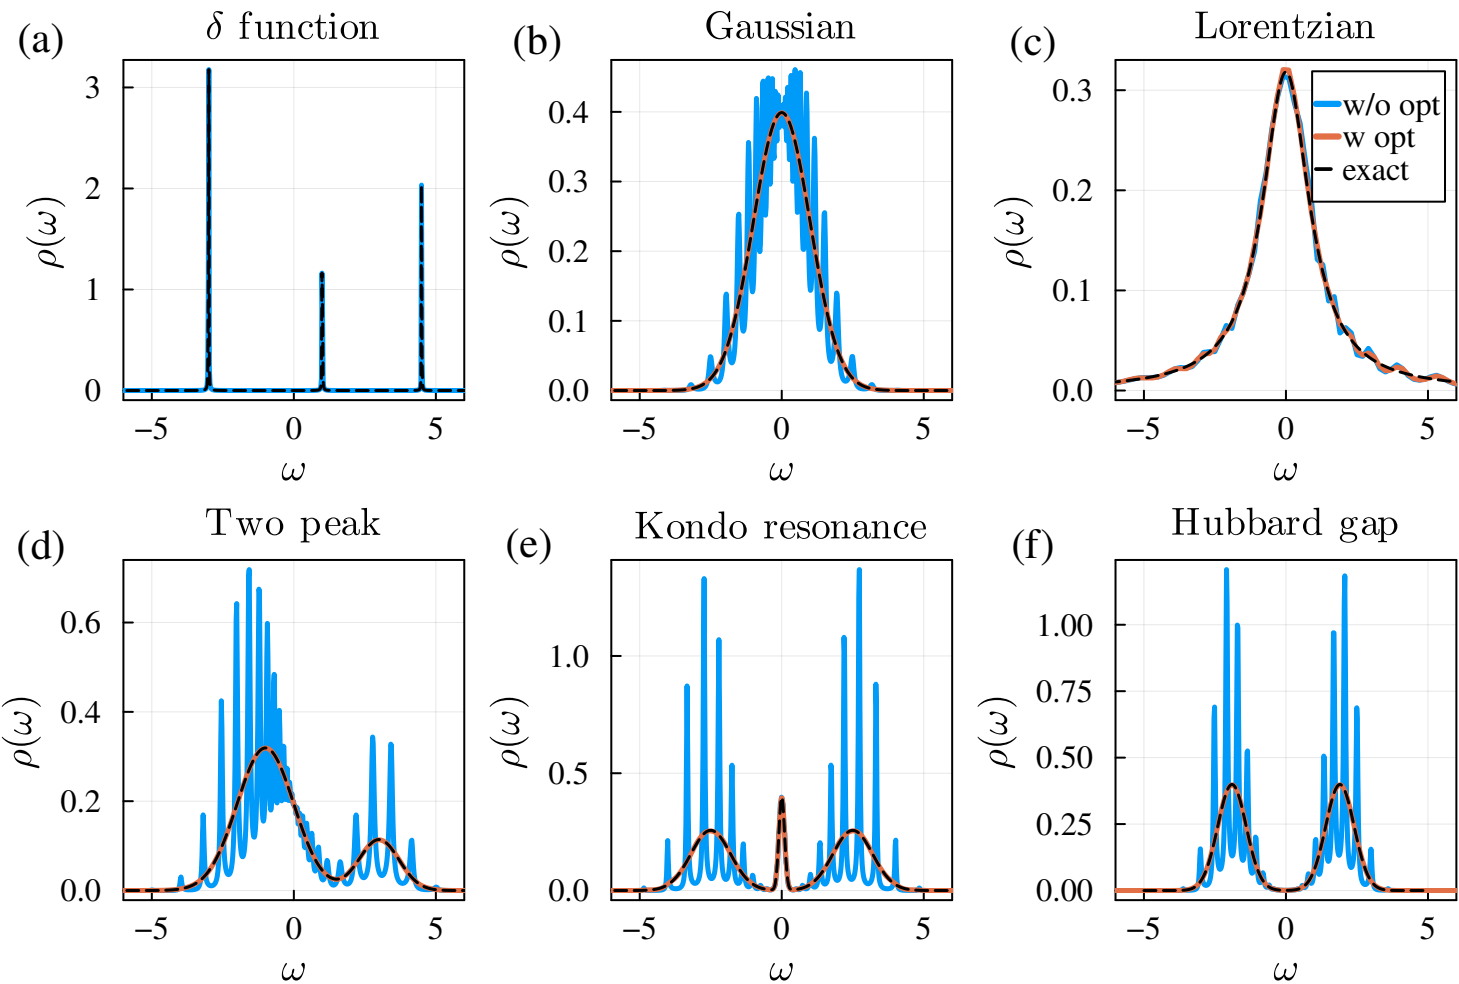 (a)
δ function
3
2
1
0
ρ(ω)
−5
0
5
ω
(b)
Gaussian
0.4
0.3
0.2
0.1
0.0
ρ(ω)
−5
0
5
ω
(c)
Lorentzian
0.3
0.2
0.1
0.0
ρ(ω)
w/o opt
w opt
exact
−5
0
5
ω
(d)
Two peak
0.6
0.4
0.2
0.0
ρ(ω)
−5
0
5
ω
(e)
Kondo resonance
1.0
0.5
0.0
ρ(ω)
−5
0
5
ω
(f)
Hubbard gap
1.00
0.75
0.50
0.25
0.00
ρ(ω)
−5
0
5
ω